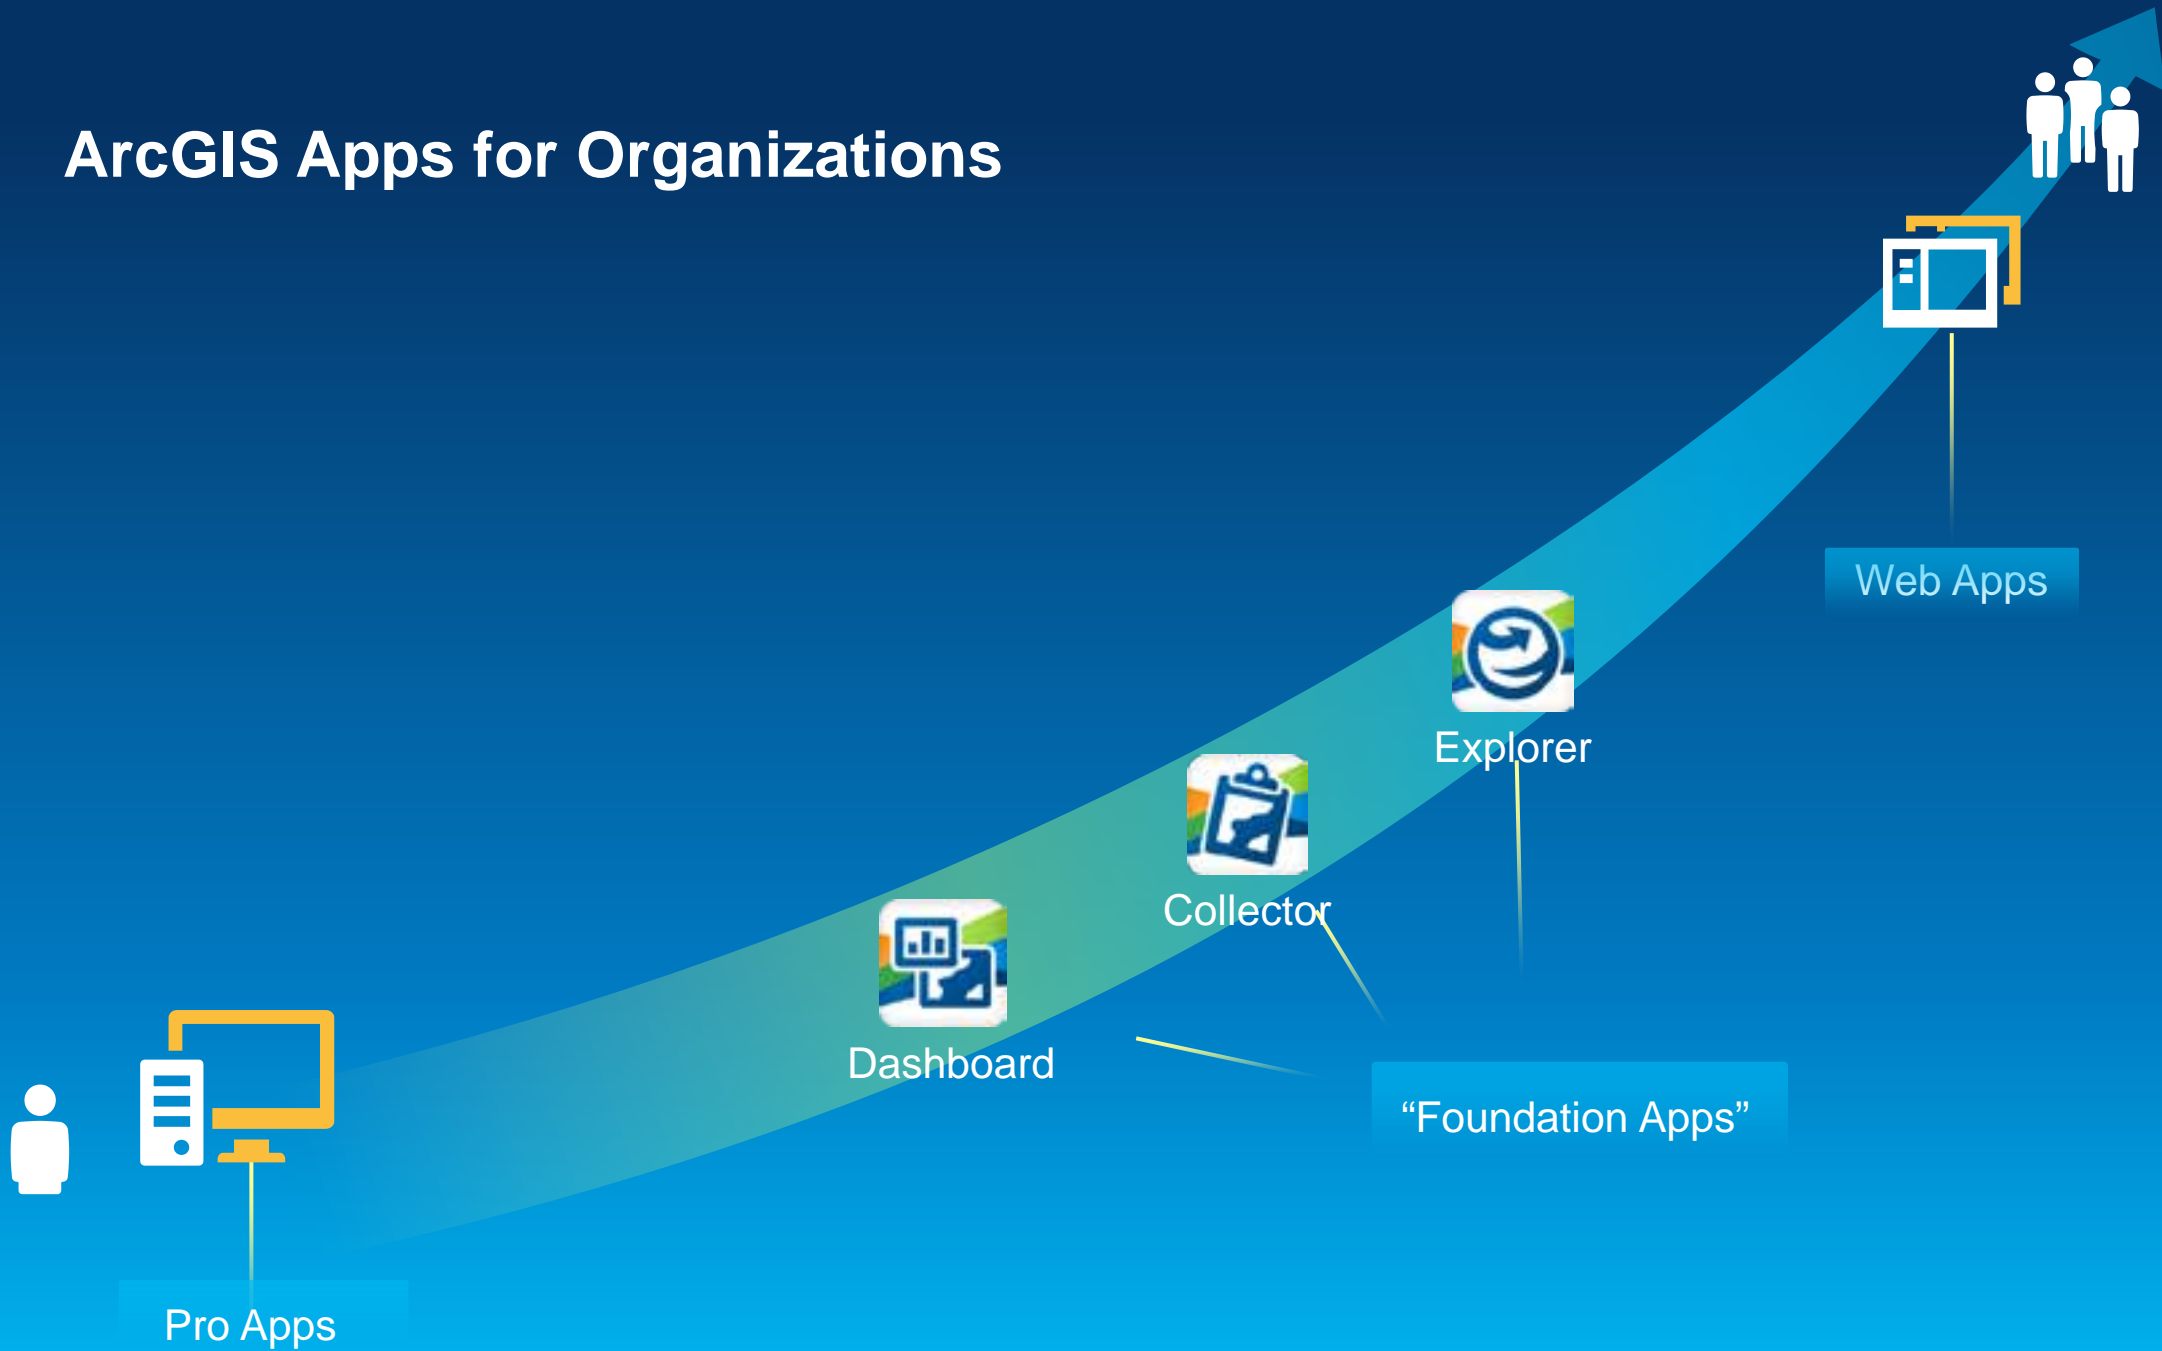 ArcGIS Apps for Organizations
Web Apps
Explorer
Collector
Dashboard
“Foundation Apps”
Pro Apps